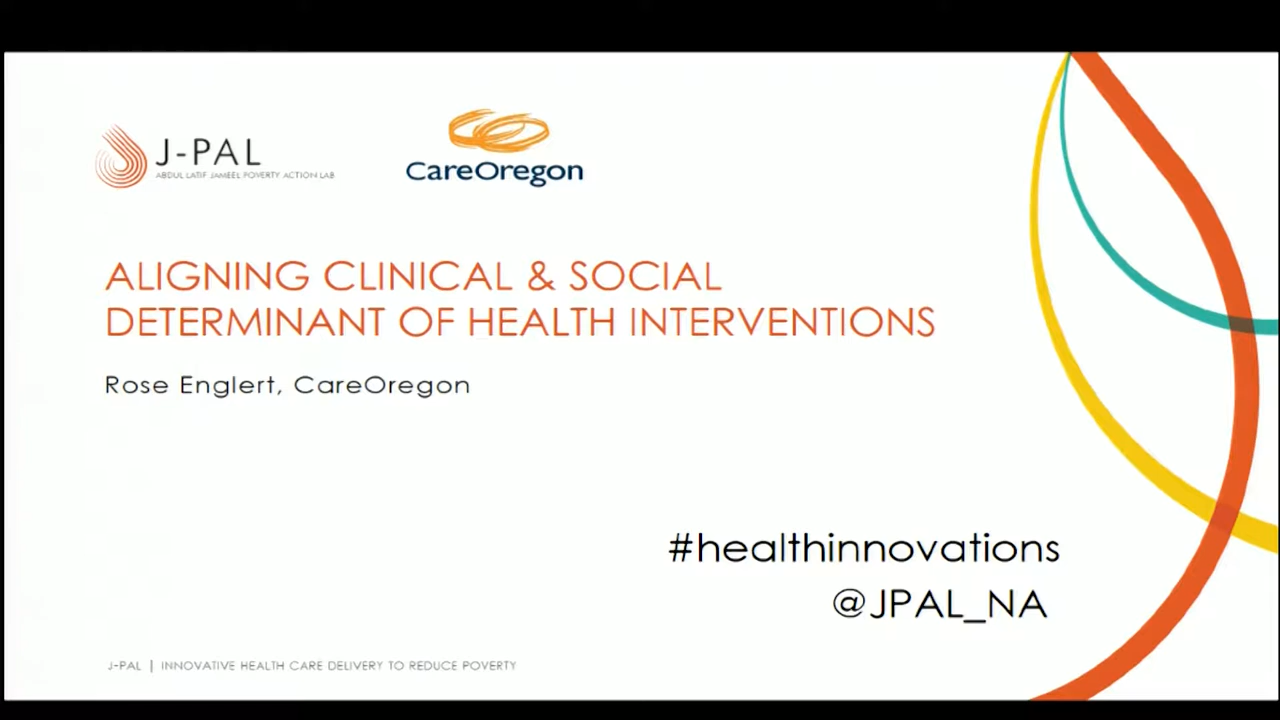 J-PAL
ABDUL LATIF JAMEEL POVERTY ACTION LAB
CareOregon
ALIGNING CLINICAL & SOCIAL
DETERMINANT OF HEALTH INTERVENTIONS
Rose Englert, CareOregon
#healthinnovations
@JPAL_NA
J-PAL | INNOVATIVE HEALTH CARE DELIVERY TO REDUCE POVERTY